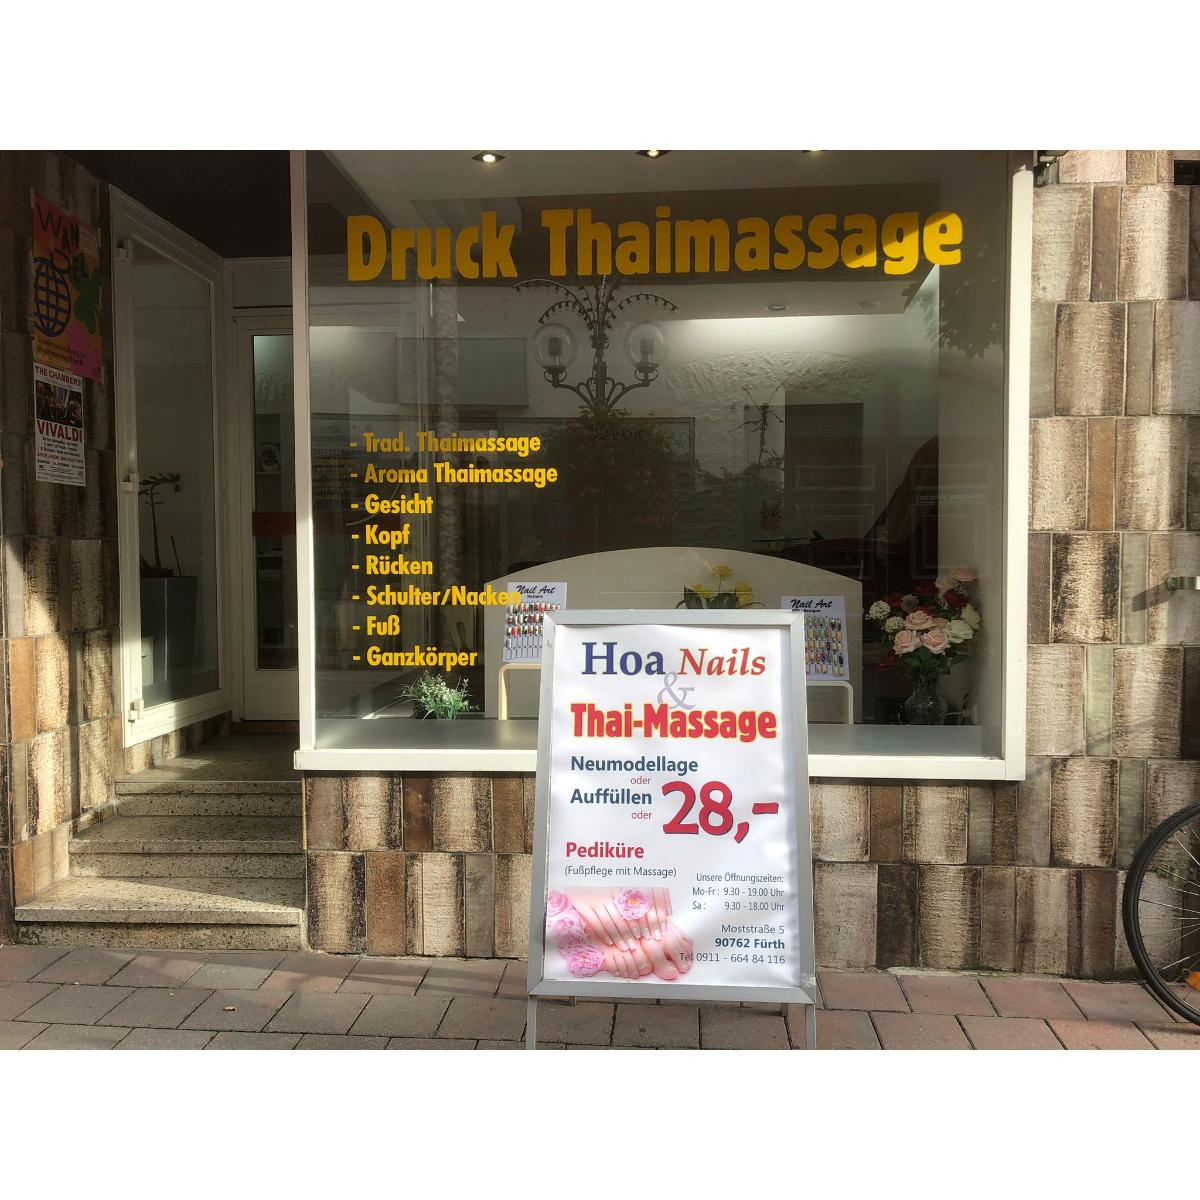 Druck Thaimassage
- Trad. Thaimassage
- Aroma Thaimassage
- Gesicht
- Kopf
- Rücken
- Schulter/Nacken
- Fuß
- Ganzkörper
Nail Art
Designs
Nail Art
Designs
Hoa Nails
&
Thai-Massage
Neumodellage
oder
Auffüllen
oder
28,-
Pediküre
(Fußpflege mit Massage)
Unsere Öffnungszeiten:
Mo-Fr : 9.30 - 19.00 Uhr
Sa : 9.30 - 18.00 Uhr
Moststraße 5
90762 Fürth
Tel 0911 - 664 84 116
THE CHAMBERS
VIVALDI